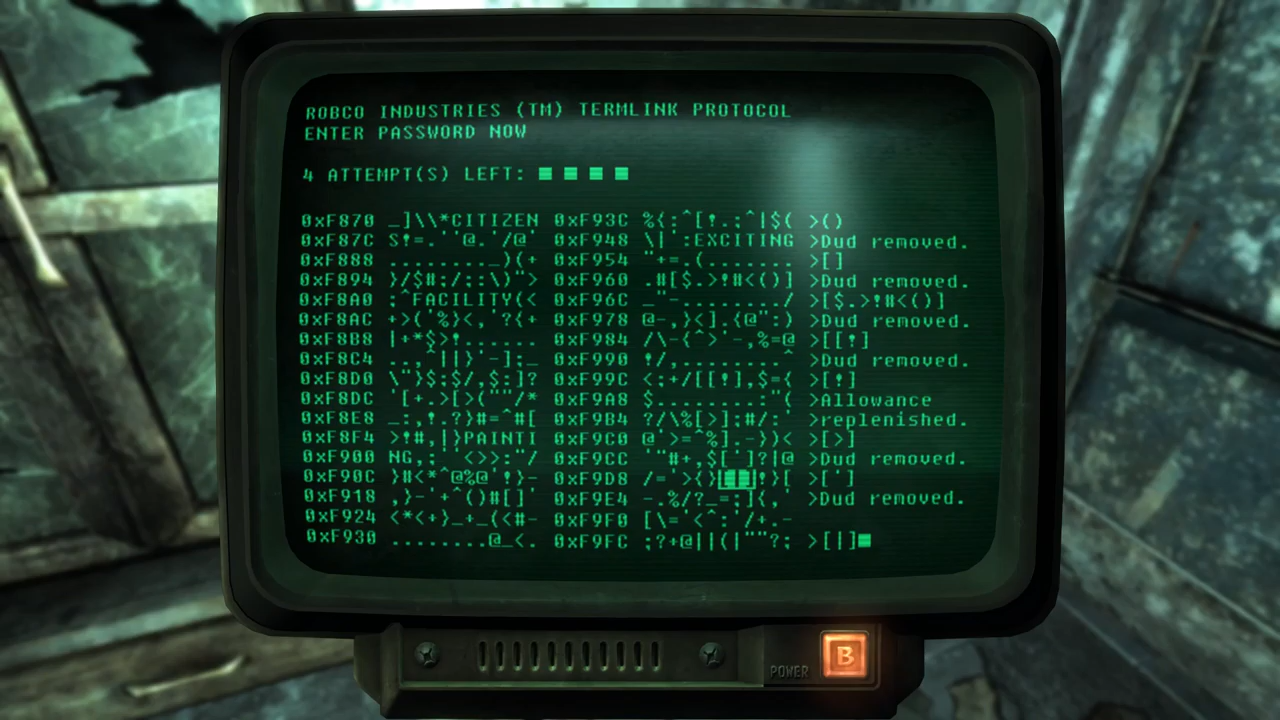 ROBCO INDUSTRIES (TM) TERMLINK PROTOCOL
ENTER PASSWORD NOW
4 ATTEMPT(S) LEFT: ■ ■ ■ ■
0xF870 _]\\*CITIZEN 0xF93C %{:^[!.;^|$( >()
0xF87C S!=.''@.'/@' 0xF948 \|':EXCITING >Dud removed.
0xF888 .........._)(+ 0xF954 "+=.(....... >[]
0xF894 }/$#:/::\)"> 0xF960 .#[$.>!#<()] >Dud removed.
0xF8A0 ;^FACILITY(< 0xF96C _"-......../ >[$.>!#<()]
0xF8AC +>('%}<,'?{+ 0xF978 @-,}<].{@":) >Dud removed.
0xF8B8 |+*$>!...... 0xF984 /\-{^>'-,%=@ >[[!]
0xF8C4 ..,^||}'-];_ 0xF990 !/,........^ >Dud removed.
0xF8D0 \"}$:$/,$:]? 0xF99C <:+/[[!],$={ >[!]
0xF8DC '[+.>[>(""/* 0xF9A8 $........:"( >Allowance
0xF8E8 _:,!.?}#=^#[ 0xF9B4 ?/\%[>];#/:' >replenished.
0xF8F4 >!#,|}PAINTI 0xF9C0 @'>=^%].-})< >[>]
0xF900 NG,:''<>>:"/ 0xF9CC '"#+,$[']?|@ >Dud removed.
0xF90C }#<*^@%@'!}- 0xF9D8 /='>{}[||]!}[ >[']
0xF918 ,}-'+^()#[]' 0xF9E4 -.%/?_=;]{,' >Dud removed.
0xF924 <*<+}_+_(<#- 0xF9F0 [\='<^:'/+.-
0xF930 ........@_<. 0xF9FC ;?+@||(|""?; >[|]■
POWER
B